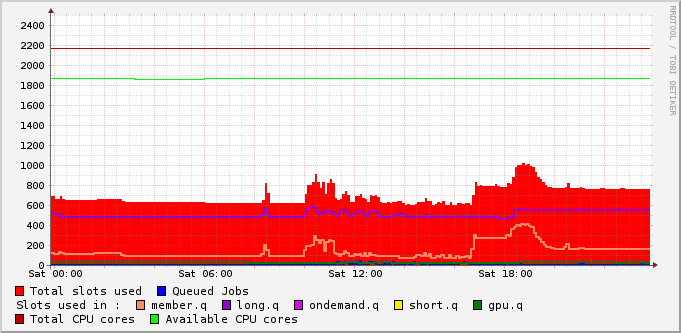 2400
2200
2000
1800
1600
1400
1200
1000
800
600
400
200
0
Sat 00:00 Sat 06:00 Sat 12:00 Sat 18:00
Total slots used Queued Jobs
Slots used in : member.q long.q ondemand.q short.q gpu.q
Total CPU cores Available CPU cores
RRDTOOL / TOBI OETIKER